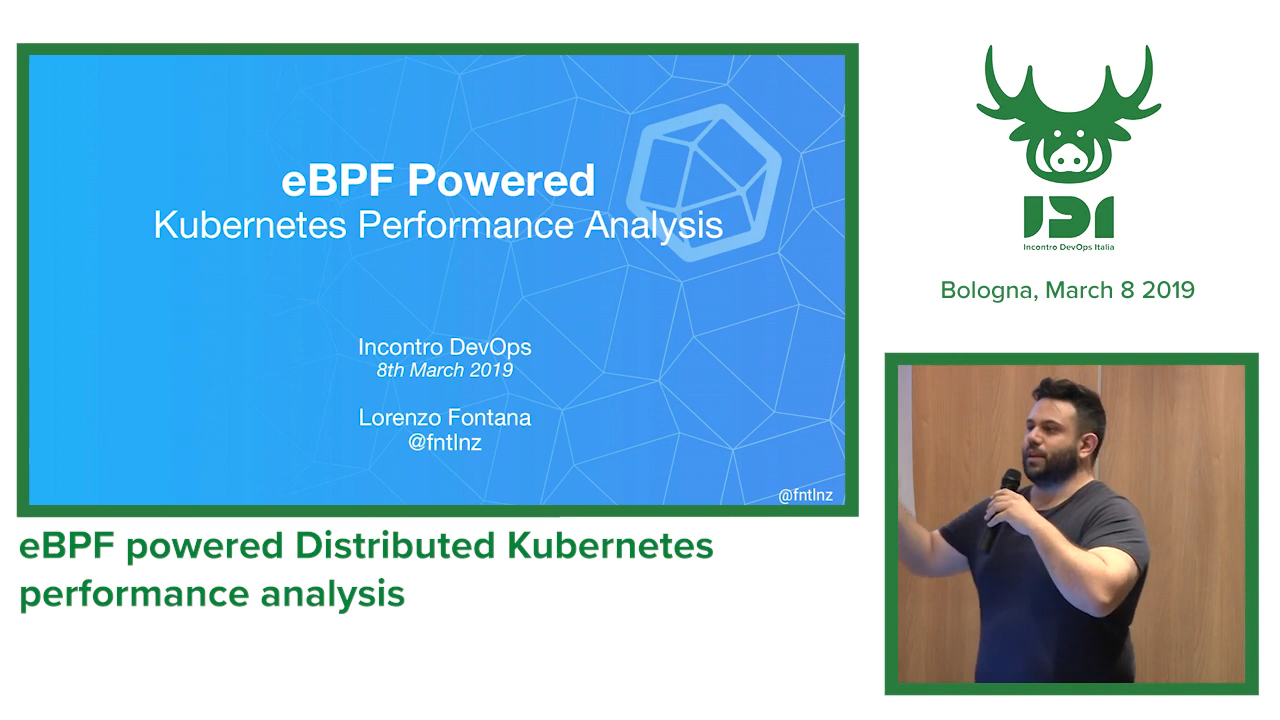 eBPF Powered
Kubernetes Performance Analysis
Incontro DevOps
8th March 2019
Lorenzo Fontana
@fntlnz
@fntlnz
eBPF powered Distributed Kubernetes
performance analysis
IDI
Incontro DevOps Italia
Bologna, March 8 2019